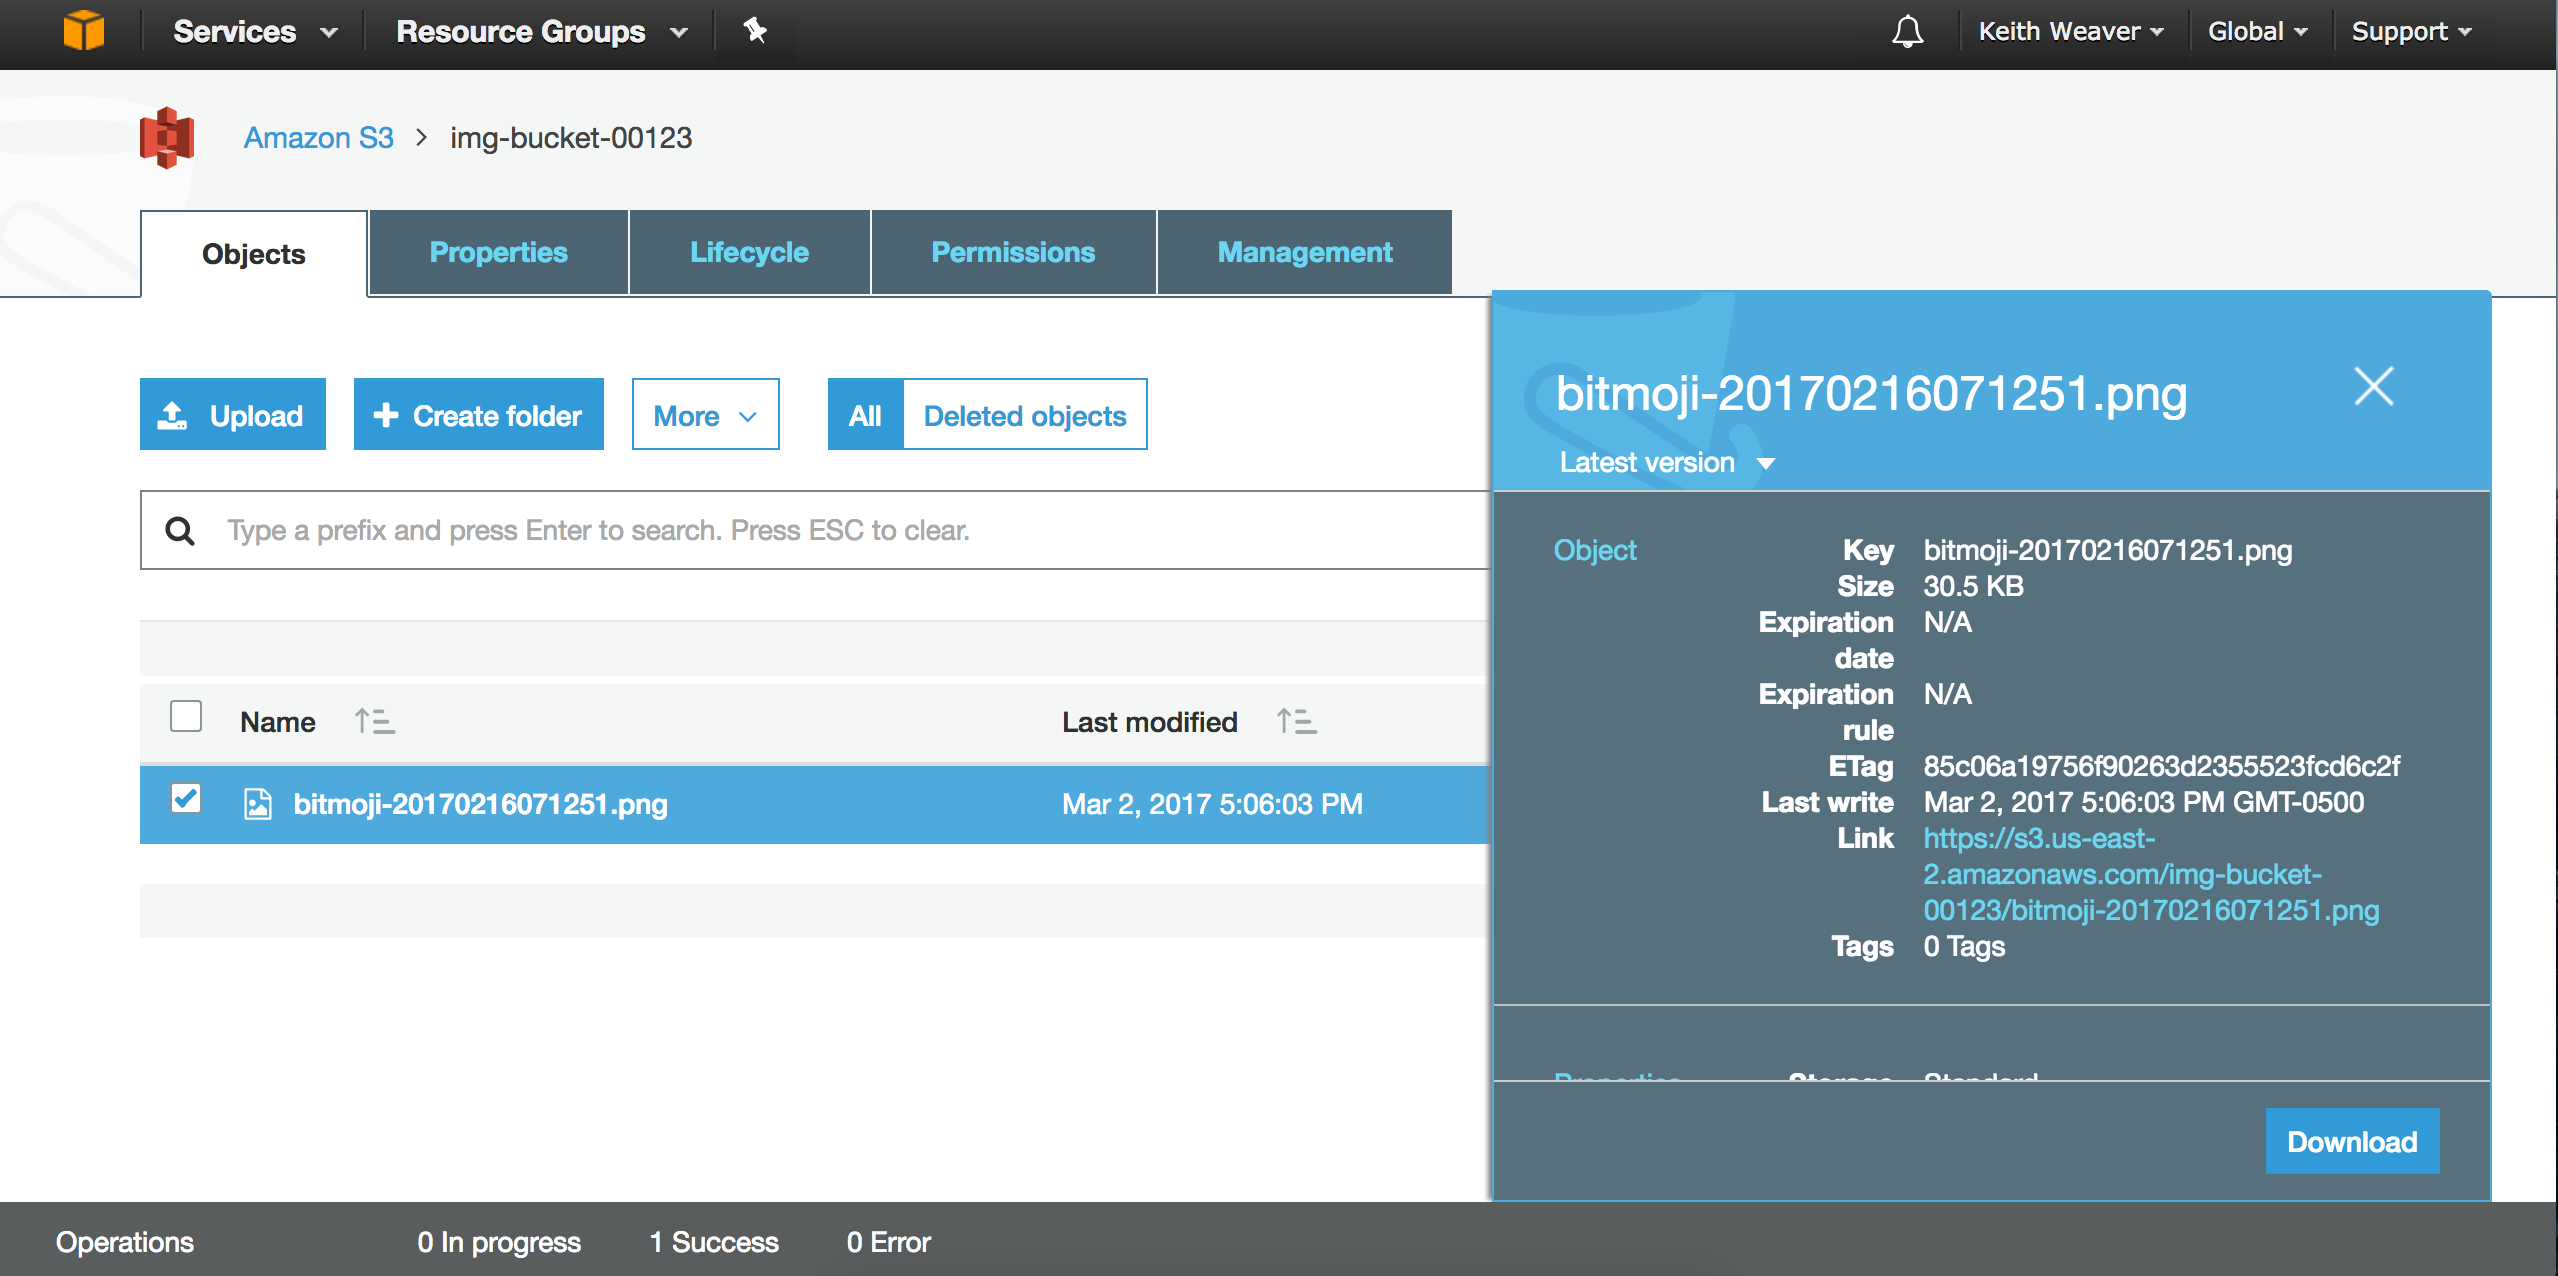 Services
Resource Groups
Keith Weaver
Global
Support
Amazon S3 > img-bucket-00123
Objects
Properties
Lifecycle
Permissions
Management
Upload
Create folder
More
All
Deleted objects
Type a prefix and press Enter to search. Press ESC to clear.
Name
Last modified
bitmoji-20170216071251.png
Mar 2, 2017 5:06:03 PM
bitmoji-20170216071251.png
Latest version
Object
Key bitmoji-20170216071251.png
Size 30.5 KB
Expiration N/A
date
Expiration N/A
rule
ETag 85c06a19756f90263d2355523fcd6c2f
Last write Mar 2, 2017 5:06:03 PM GMT-0500
Link https://s3.us-east-
2.amazonaws.com/img-bucket-
00123/bitmoji-20170216071251.png
Tags 0 Tags
Properties Storage Standard
Download
Operations
0 In progress
1 Success
0 Error